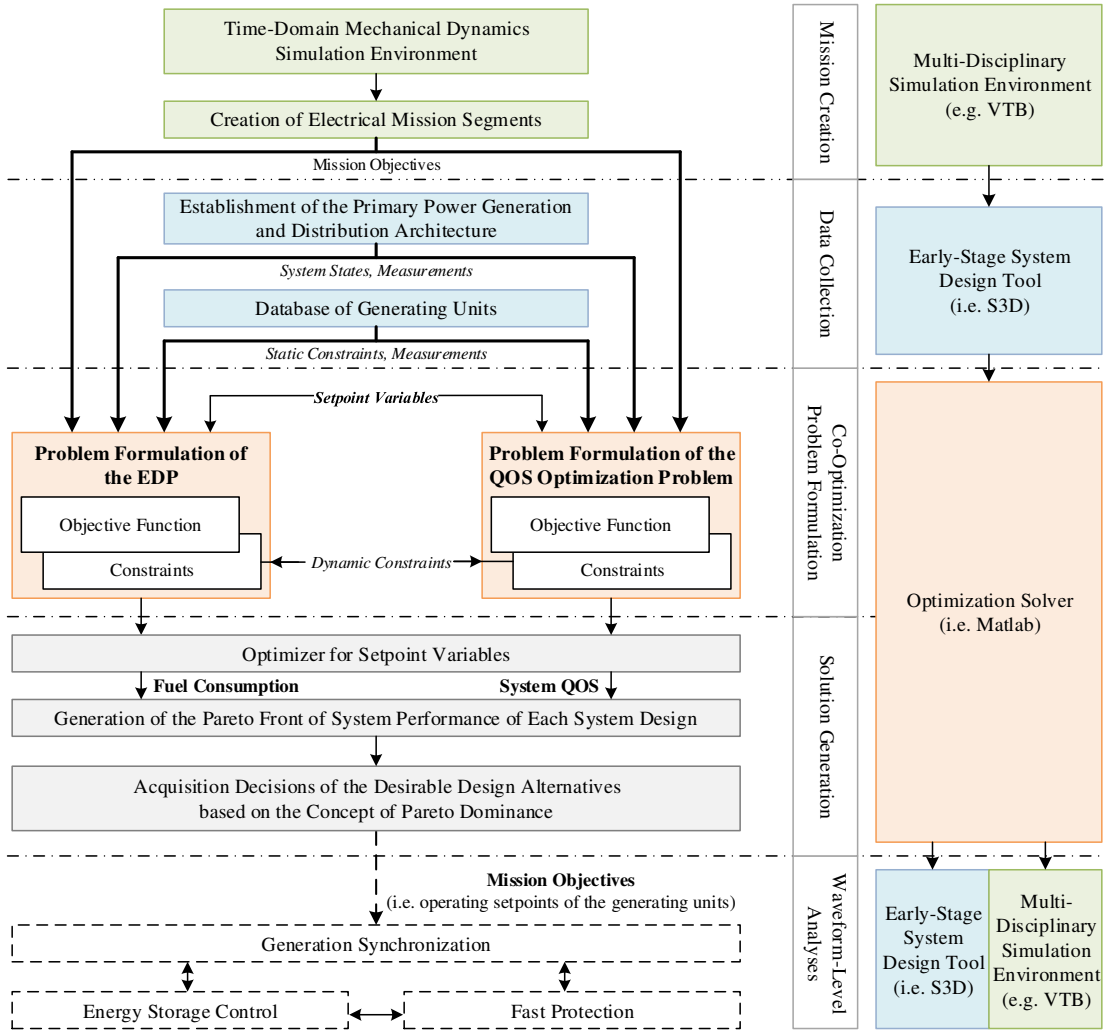 Time-Domain Mechanical Dynamics
Simulation Environment
Creation of Electrical Mission Segments
Mission Objectives
Mission Creation
Multi-Disciplinary
Simulation Environment
(e.g. VTB)
Establishment of the Primary Power Generation
and Distribution Architecture
System States, Measurements
Database of Generating Units
Static Constraints, Measurements
Data Collection
Early-Stage System
Design Tool
(i.e. S3D)
Setpoint Variables
Problem Formulation of
the EDP
Objective Function
Constraints
Problem Formulation of the
QOS Optimization Problem
Objective Function
Constraints
Dynamic Constraints
Co-Optimization
Problem Formulation
Optimization Solver
(i.e. Matlab)
Optimizer for Setpoint Variables
Fuel Consumption
System QOS
Generation of the Pareto Front of System Performance of Each System Design
Acquisition Decisions of the Desirable Design Alternatives
based on the Concept of Pareto Dominance
Solution Generation
Mission Objectives
(i.e. operating setpoints of the generating units)
Generation Synchronization
Energy Storage Control
Fast Protection
Waveform-Level
Analyses
Early-Stage
System
Design Tool
(i.e. S3D)
Multi-
Disciplinary
Simulation
Environment
(e.g. VTB)